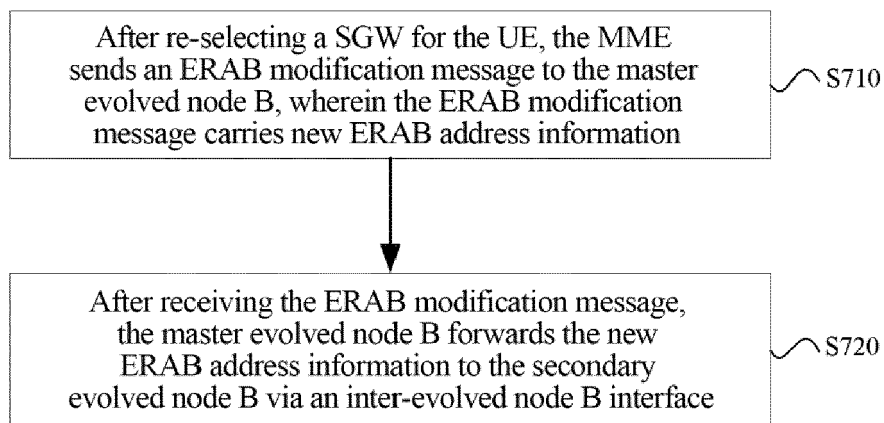 After re-selecting a SGW for the UE, the MME
sends an ERAB modification message to the master
evolved node B, wherein the ERAB modification
message carries new ERAB address information
S710
After receiving the ERAB modification message,
the master evolved node B forwards the new
ERAB address information to the secondary
evolved node B via an inter-evolved node B interface
S720